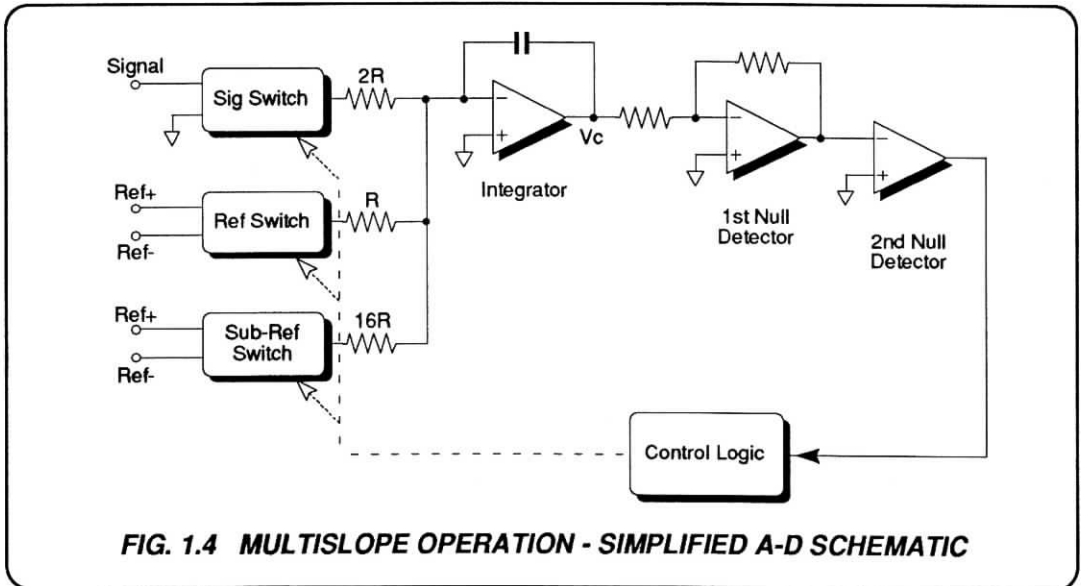 Signal
Sig Switch
2R
Vc
Integrator
Ref+
Ref-
Ref Switch
R
1st Null
Detector
2nd Null
Detector
Ref+
Ref-
Sub-Ref
Switch
16R
Control Logic
FIG. 1.4 MULTISLOPE OPERATION - SIMPLIFIED A-D SCHEMATIC